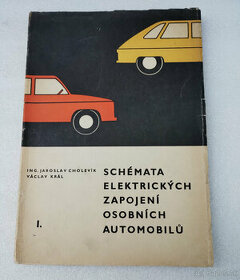 ING. JAROSLAV CHOLEVÍK
VÁCLAV KRÁL
SCHÉMATA
ELEKTRICKÝCH
ZAPOJENÍ
OSOBNÍCH
AUTOMOBILŮ
I.